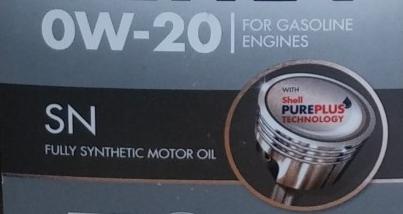 0W-20
FOR GASOLINE
ENGINES
SN
FULLY SYNTHETIC MOTOR OIL
WITH
Shell
PUREPLUS
TECHNOLOGY